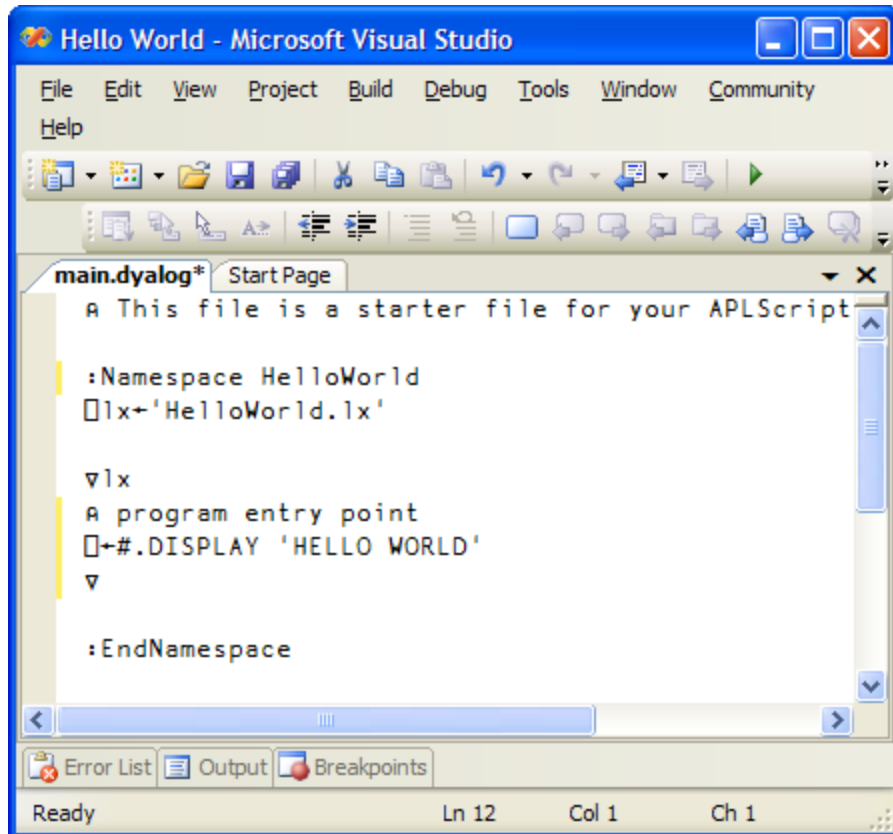 Hello World - Microsoft Visual Studio
File Edit View Project Build Debug Tools Window Community
Help
main.dyalog* Start Page
⍝ This file is a starter file for your APLScript
:Namespace HelloWorld
⎕lx←'HelloWorld.lx'
∇lx
⍝ program entry point
⎕←#.DISPLAY 'HELLO WORLD'
∇
:EndNamespace
Error List Output Breakpoints
Ready Ln 12 Col 1 Ch 1